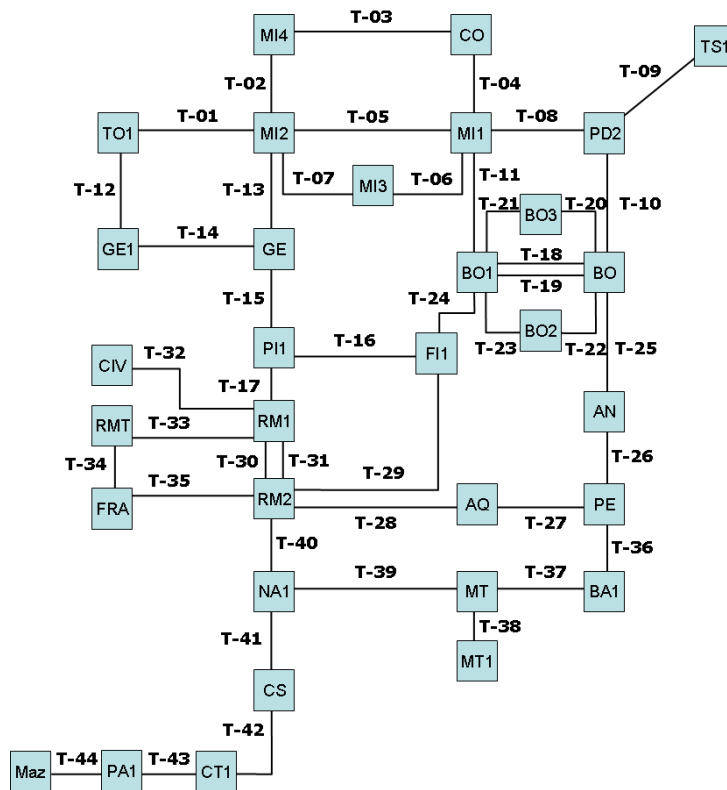 T-03
MI4
CO
TS1
T-02
T-04
T-09
T-01
T-05
T-08
TO1
MI2
MI1
PD2
T-07
MI3
T-06
T-11
T-12
T-13
T-21
BO3
T-20
T-10
GE1
T-14
GE
BO1
T-18
BO
T-19
T-15
T-24
BO2
T-23
T-22
T-25
CIV
T-32
PI1
T-16
FI1
T-17
RMT
T-33
RM1
AN
T-34
T-30
T-31
T-29
T-26
FRA
T-35
RM2
AQ
PE
T-28
T-27
T-40
T-36
T-39
T-37
NA1
MT
BA1
T-38
T-41
MT1
CS
T-42
T-44
T-43
Maz
PA1
CT1